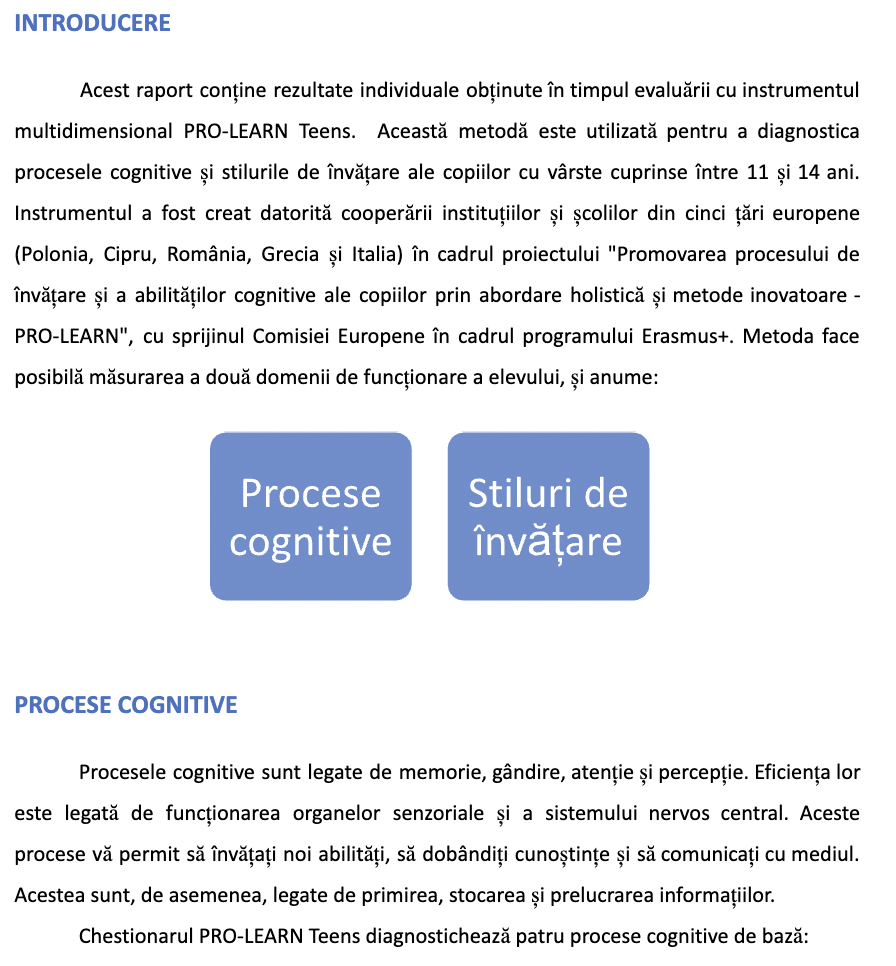 INTRODUCERE
Acest raport conține rezultate individuale obținute în timpul evaluării cu instrumentul
multidimensional PRO-LEARN Teens.  Această metodă este utilizată pentru a diagnostica
procesele cognitive și stilurile de învățare ale copiilor cu vârste cuprinse între 11 și 14 ani.
Instrumentul a fost creat datorită cooperării instituțiilor și școlilor din cinci țări europene
(Polonia, Cipru, România, Grecia și Italia) în cadrul proiectului "Promovarea procesului de
învățare și a abilităților cognitive ale copiilor prin abordare holistică și metode inovatoare -
PRO-LEARN", cu sprijinul Comisiei Europene în cadrul programului Erasmus+. Metoda face
posibilă măsurarea a două domenii de funcționare a elevului, și anume:
Procese
cognitive
Stiluri de
învățare
PROCESE COGNITIVE
Procesele cognitive sunt legate de memorie, gândire, atenție și percepție. Eficiența lor
este legată de funcționarea organelor senzoriale și a sistemului nervos central. Aceste
procese vă permit să învățați noi abilități, să dobândiți cunoștințe și să comunicați cu mediul.
Acestea sunt, de asemenea, legate de primirea, stocarea și prelucrarea informațiilor.
Chestionarul PRO-LEARN Teens diagnostichează patru procese cognitive de bază: